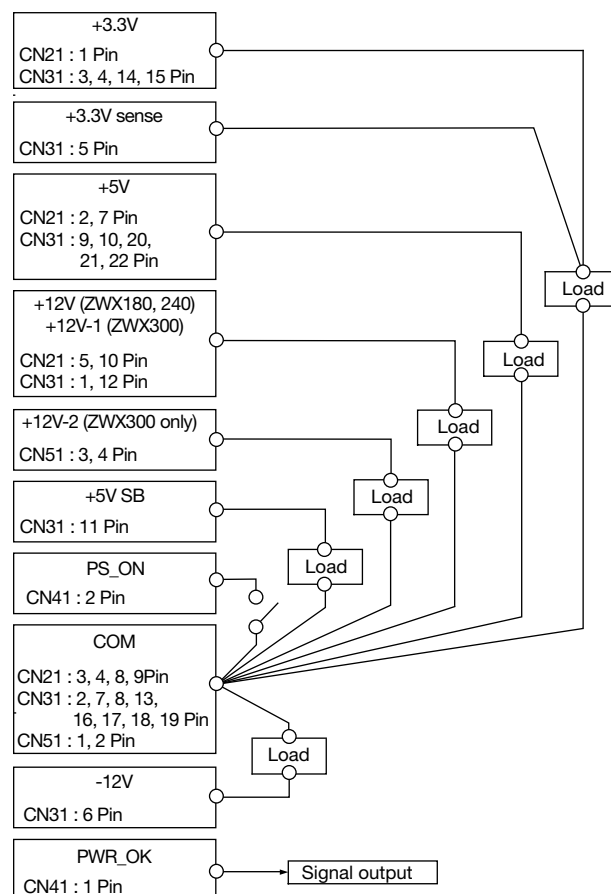 +3.3V
CN21 : 1 Pin
CN31 : 3, 4, 14, 15 Pin
+3.3V sense
CN31 : 5 Pin
+5V
CN21 : 2, 7 Pin
CN31 : 9, 10, 20,
21, 22 Pin
+12V (ZWX180, 240)
+12V-1 (ZWX300)
CN21 : 5, 10 Pin
CN31 : 1, 12 Pin
+12V-2 (ZWX300 only)
CN51 : 3, 4 Pin
+5V SB
CN31 : 11 Pin
PS_ON
CN41 : 2 Pin
COM
CN21 : 3, 4, 8, 9Pin
CN31 : 2, 7, 8, 13,
16, 17, 18, 19 Pin
CN51 : 1, 2 Pin
-12V
CN31 : 6 Pin
PWR_OK
CN41 : 1 Pin
Load
Load
Load
Load
Load
Load
Signal output